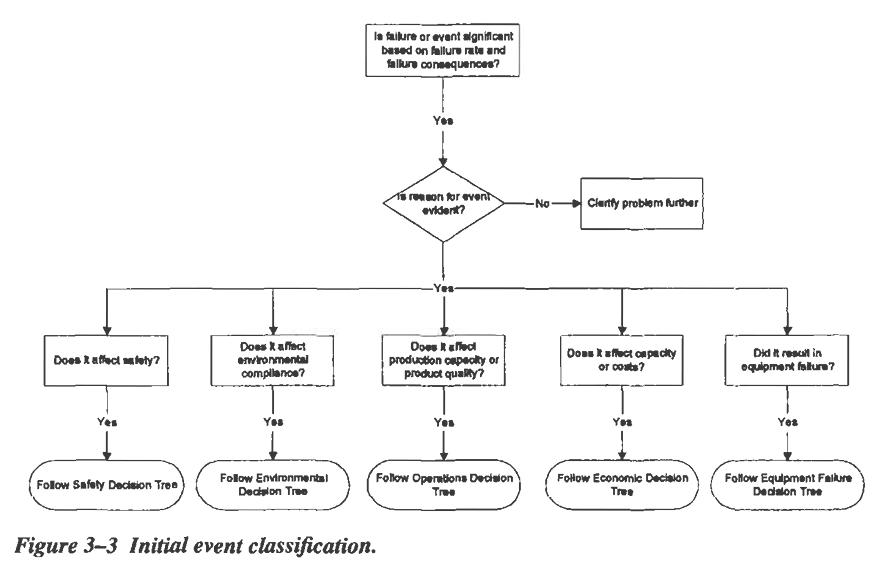 Is failure or event significant
based on failure rate and
failure consequences?
Yes
Is reason for event
evident?
No
Clarify problem further
Yes
Does it affect safety?
Does it affect
environmental
compliance?
Does it affect
production capacity or
product quality?
Does it affect capacity
or costs?
Did it result in
equipment failure?
Yes
Yes
Yes
Yes
Yes
Follow Safety Decision Tree
Follow Environmental
Decision Tree
Follow Operations Decision
Tree
Follow Economic Decision
Tree
Follow Equipment Failure
Decision Tree
Figure 3–3 Initial event classification.